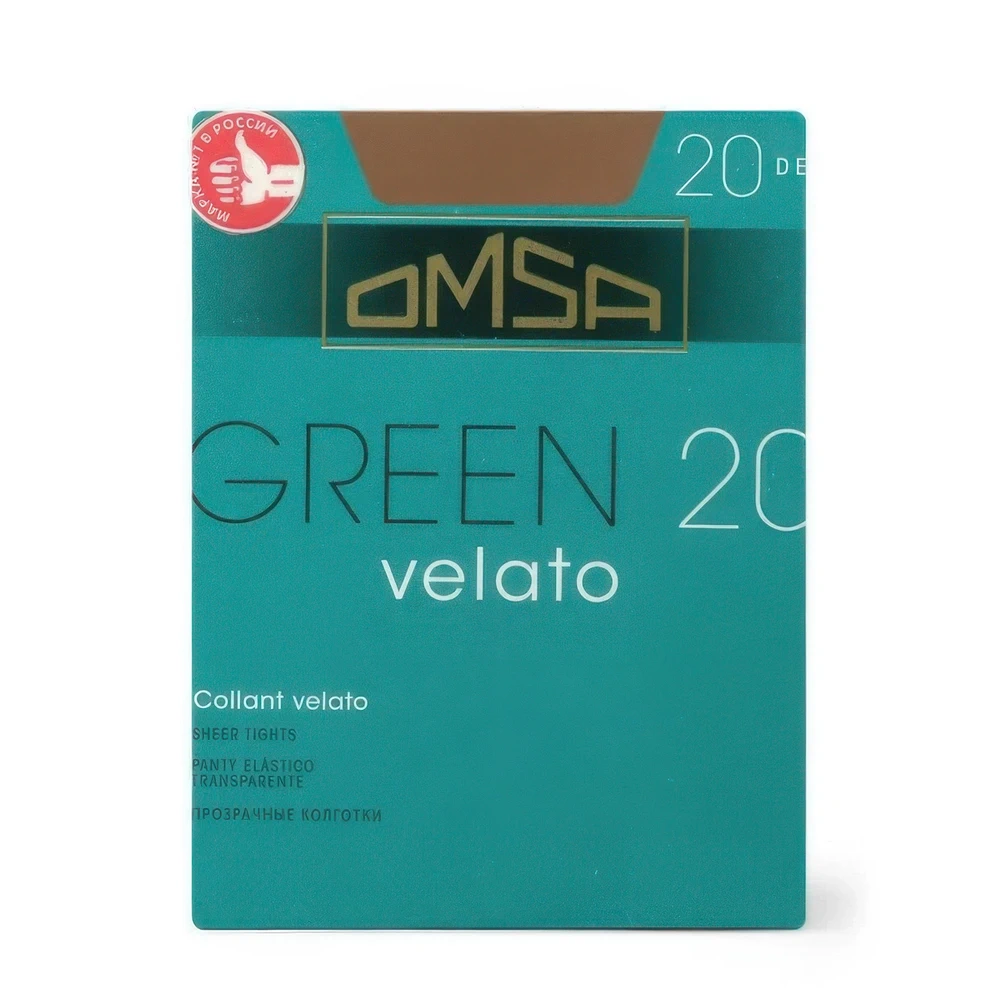 МАРКА №1 В РОССИИ
20 DE
OMSA
GREEN 20
velato
Collant velato
SHEER TIGHTS
PANTY ELÁSTICO
TRANSPARENTE
ПРОЗРАЧНЫЕ КОЛГОТКИ